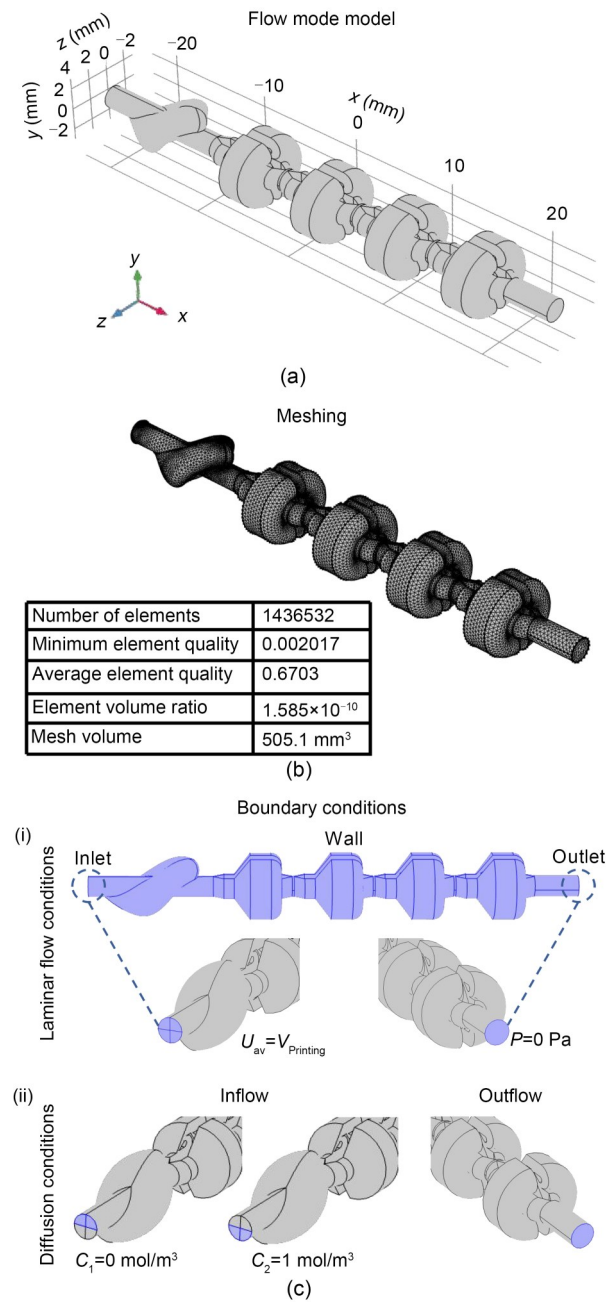 Flow mode model
z (mm)
−2
0
2
4
−20
4
2
0
−2
y (mm)
−10
x (mm)
0
10
20
y
z
x
(a)
Meshing
Number of elements 1436532
Minimum element quality 0.002017
Average element quality 0.6703
Element volume ratio 1.585×10⁻¹⁰
Mesh volume 505.1 mm³
(b)
Boundary conditions
(i)
Laminar flow conditions
Inlet
Wall
Outlet
U_av=V_Printing
P=0 Pa
(ii)
Diffusion conditions
Inflow
Outflow
C₁=0 mol/m³
C₂=1 mol/m³
(c)